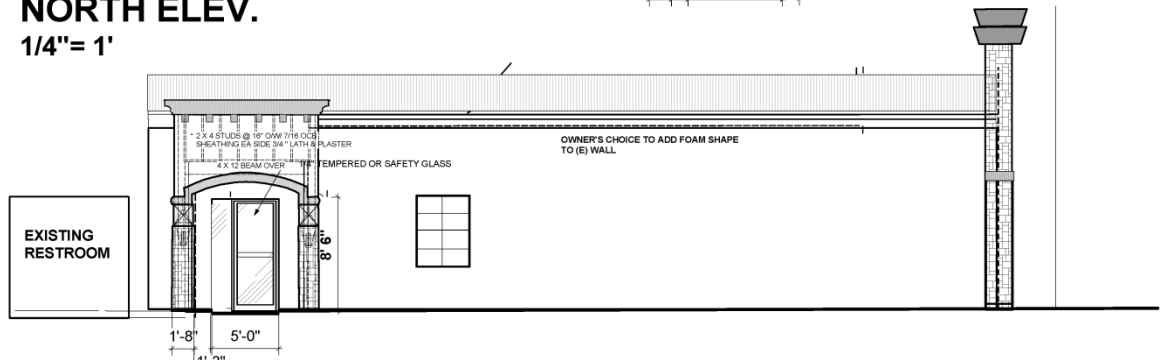 NORTH ELEV.
1/4"= 1'
* 2 X 4 STUDS @ 16" O/W/ 7/16 OCB
SHEATHING EA SIDE 3/4 " LATH & PLASTER
4 X 12 BEAM OVER
1/4" TEMPERED OR SAFETY GLASS
OWNER'S CHOICE TO ADD FOAM SHAPE
TO (E) WALL
EXISTING
RESTROOM
8' 6"
1'-8"
5'-0"